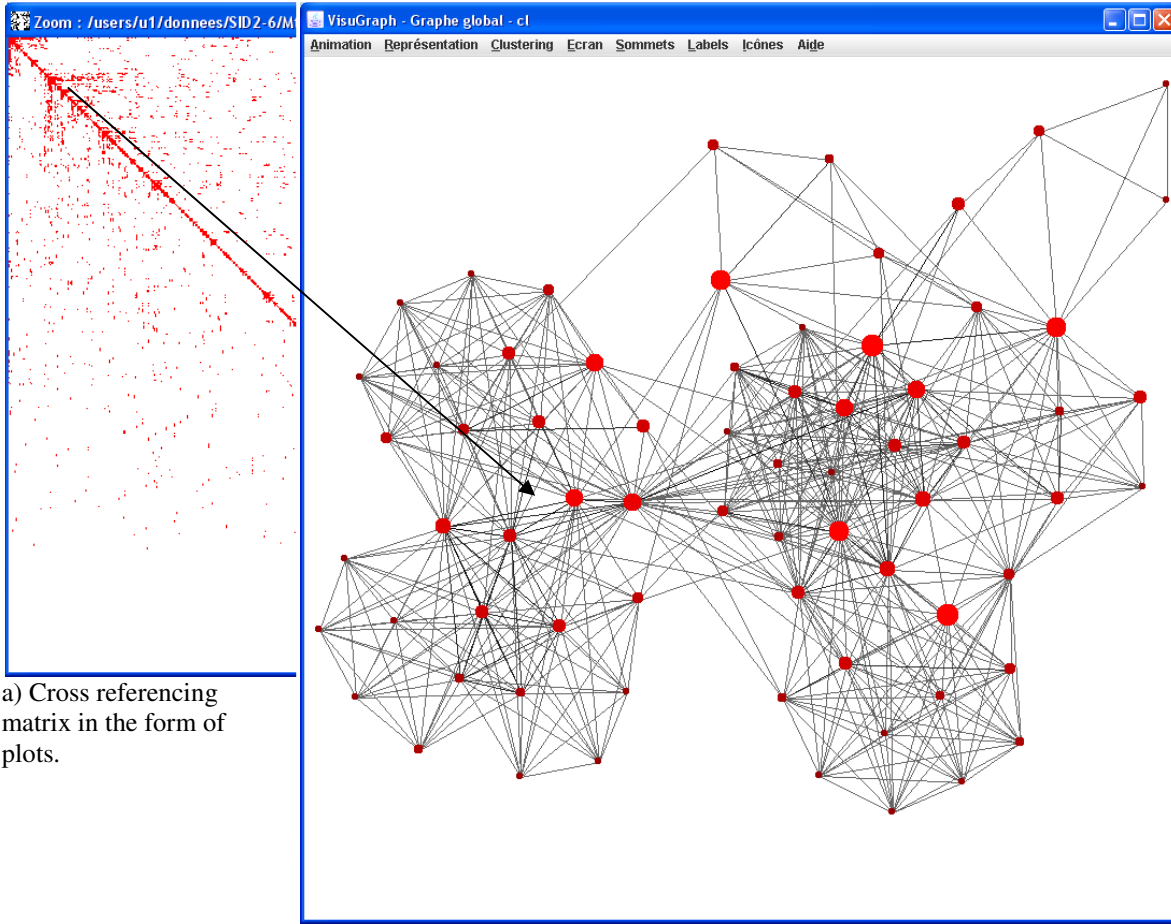 Zoom : /users/u1/donnees/SID2-6/M
VisuGraph - Graphe global - cl
Animation Représentation Clustering Ecran Sommets Labels Icônes Aide
a) Cross referencing
matrix in the form of
plots.